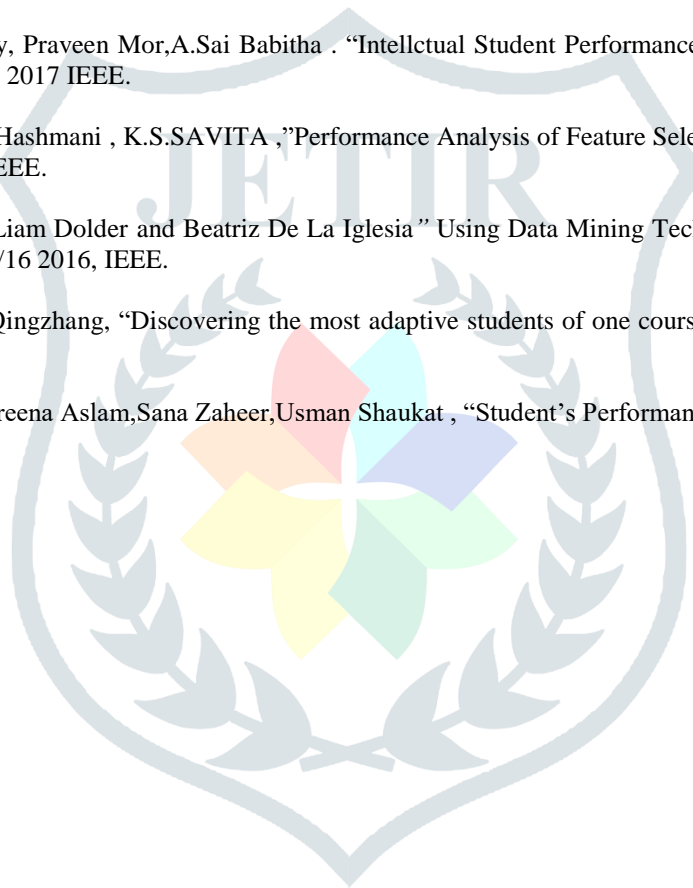 y, Praveen Mor,A.Sai Babitha . “Intellctual Student Performance
2017 IEEE.
Hashmani , K.S.SAVITA ,”Performance Analysis of Feature Sele
EEE.
Liam Dolder and Beatriz De La Iglesia” Using Data Mining Tec
/16 2016, IEEE.
Qingzhang, “Discovering the most adaptive students of one cours
reena Aslam,Sana Zaheer,Usman Shaukat , “Student’s Performan
JETIR